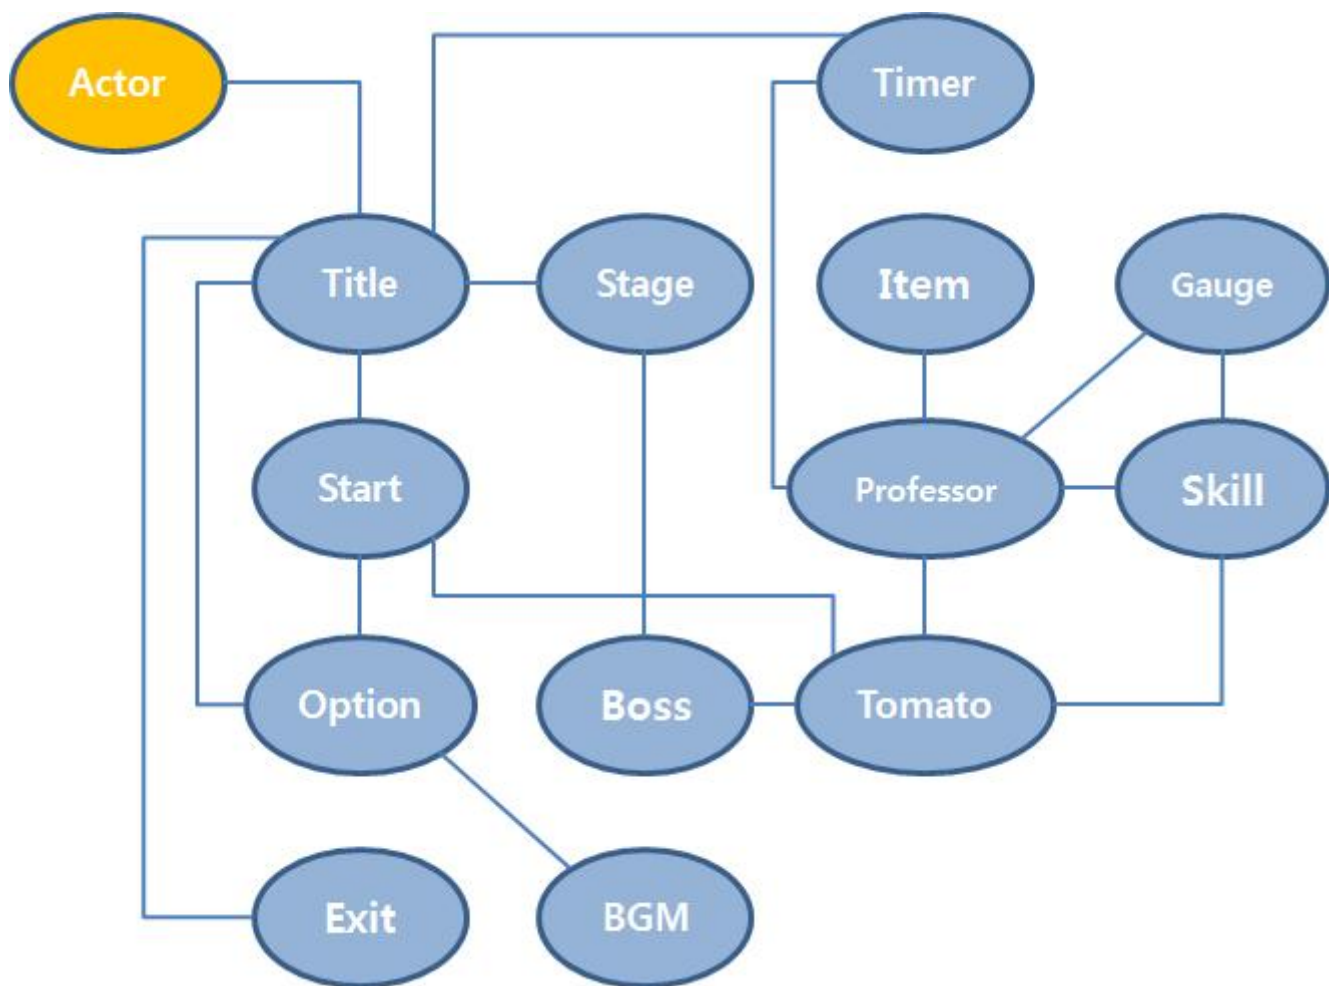 Actor
Timer
Title
Stage
Item
Gauge
Start
Professor
Skill
Option
Boss
Tomato
Exit
BGM